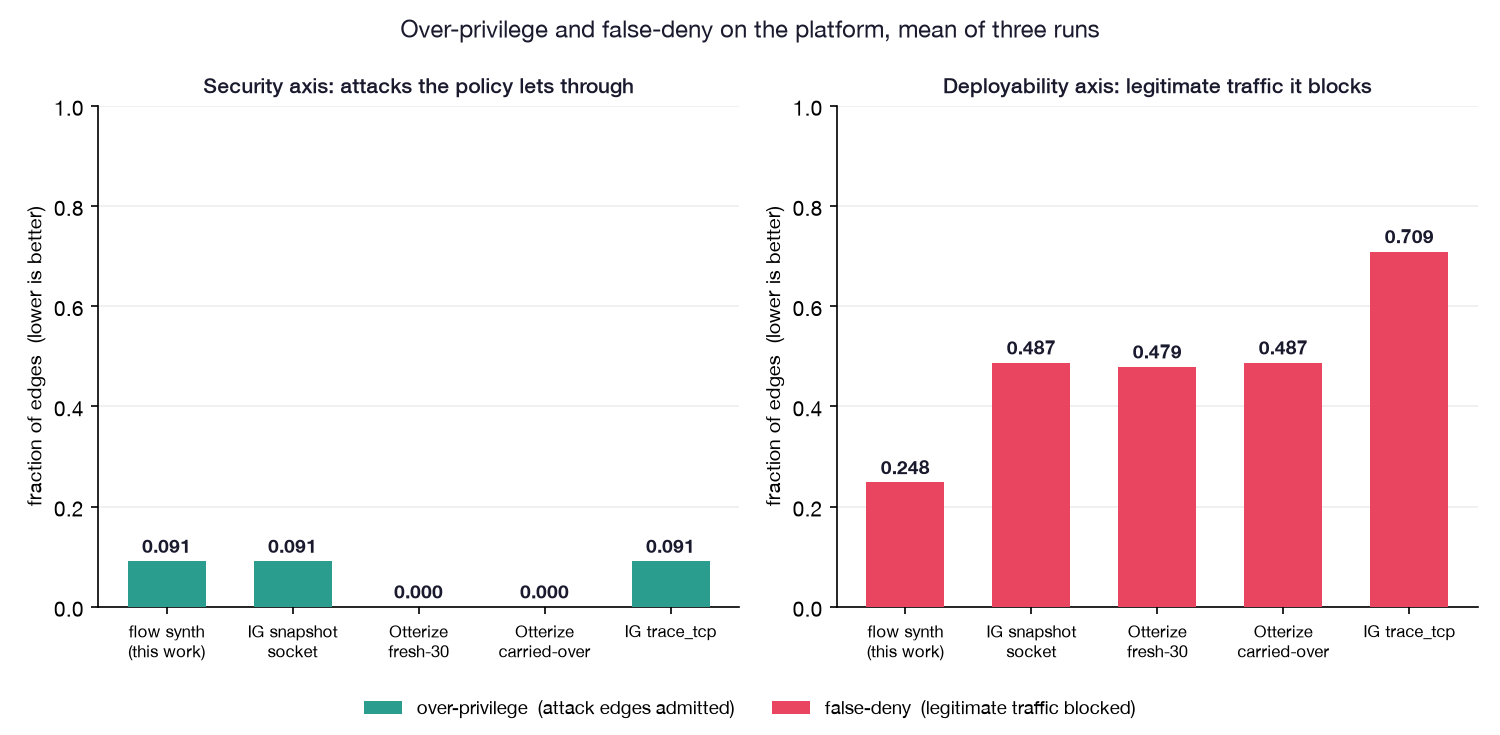 Over-privilege and false-deny on the platform, mean of three runs
Security axis: attacks the policy lets through
fraction of edges  (lower is better)
1.0
0.8
0.6
0.4
0.2
0.0
0.091
0.091
0.000
0.000
0.091
flow synth
(this work)
IG snapshot
socket
Otterize
fresh-30
Otterize
carried-over
IG trace_tcp
Deployability axis: legitimate traffic it blocks
fraction of edges  (lower is better)
1.0
0.8
0.6
0.4
0.2
0.0
0.248
0.487
0.479
0.487
0.709
flow synth
(this work)
IG snapshot
socket
Otterize
fresh-30
Otterize
carried-over
IG trace_tcp
over-privilege  (attack edges admitted)
false-deny  (legitimate traffic blocked)